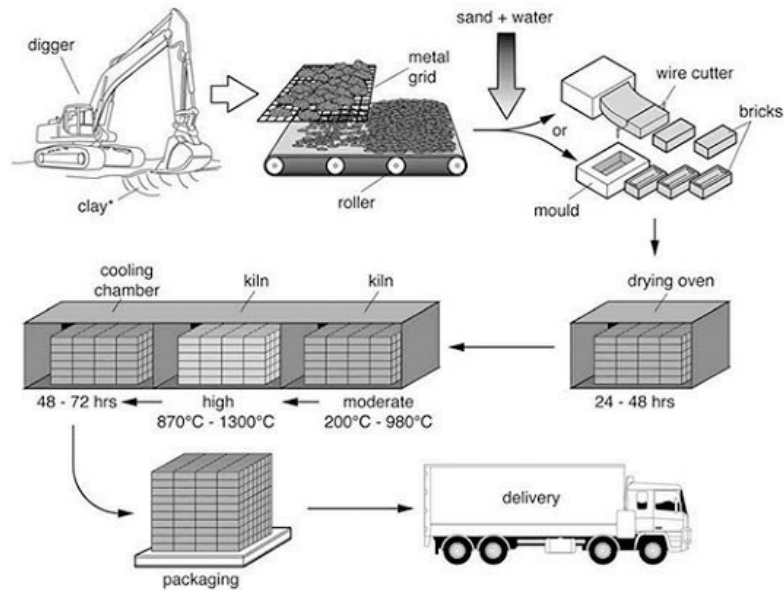 digger
clay*
metal
grid
roller
sand + water
or
wire cutter
bricks
mould
drying oven
24 - 48 hrs
kiln
moderate
200°C - 980°C
kiln
high
870°C - 1300°C
cooling
chamber
48 - 72 hrs
packaging
delivery